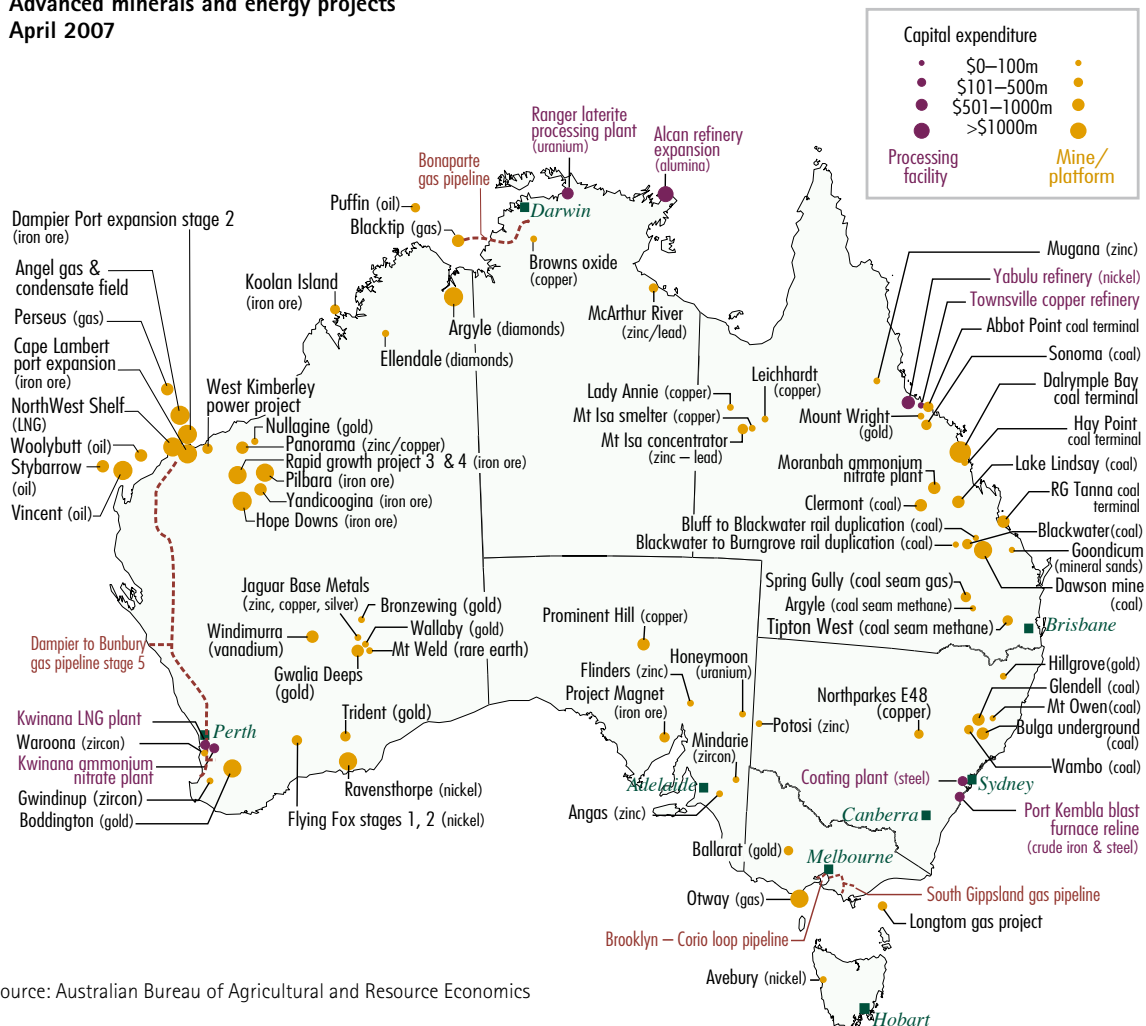 Advanced minerals and energy projects
April 2007
Capital expenditure
$0–100m
$101–500m
$501–1000m
>$1000m
Processing
facility
Mine/
platform
Ranger laterite
processing plant
(uranium)
Alcan refinery
expansion
(alumina)
Bonaparte
gas pipeline
Puffin (oil)
Blacktip (gas)
Darwin
Browns oxide
(copper)
Koolan Island
(iron ore)
Argyle (diamonds)
Ellendale (diamonds)
McArthur River
(zinc/lead)
Dampier Port expansion stage 2
(iron ore)
Angel gas &
condensate field
Perseus (gas)
Cape Lambert
port expansion
(iron ore)
NorthWest Shelf
(LNG)
Woolybutt (oil)
Stybarrow
(oil)
Vincent (oil)
West Kimberley
power project
Nullagine (gold)
Panorama (zinc/copper)
Rapid growth project 3 & 4 (iron ore)
Pilbara (iron ore)
Yandicoogina (iron ore)
Hope Downs (iron ore)
Lady Annie (copper)
Mt Isa smelter (copper)
Mt Isa concentrator
(zinc – lead)
Leichhardt
(copper)
Mugana (zinc)
Yabulu refinery (nickel)
Townsville copper refinery
Abbot Point coal terminal
Sonoma (coal)
Dalrymple Bay
coal terminal
Mount Wright
(gold)
Hay Point
coal terminal
Lake Lindsay (coal)
Moranbah ammonium
nitrate plant
RG Tanna coal
terminal
Clermont (coal)
Bluff to Blackwater rail duplication (coal)
Blackwater(coal)
Blackwater to Burngrove rail duplication (coal)
Goondicum
(mineral sands)
Dawson mine
(coal)
Spring Gully (coal seam gas)
Argyle (coal seam methane)
Tipton West (coal seam methane)
Brisbane
Jaguar Base Metals
(zinc, copper, silver)
Bronzewing (gold)
Wallaby (gold)
Mt Weld (rare earth)
Windimurra
(vanadium)
Gwalia Deeps
(gold)
Dampier to Bunbury
gas pipeline stage 5
Prominent Hill (copper)
Flinders (zinc)
Honeymoon
(uranium)
Project Magnet
(iron ore)
Potosi (zinc)
Mindarie
(zircon)
Northparkes E48
(copper)
Hillgrove(gold)
Glendell (coal)
Mt Owen(coal)
Bulga underground
(coal)
Wambo (coal)
Kwinana LNG plant
Perth
Waroona (zircon)
Kwinana ammonium
nitrate plant
Gwindinup (zircon)
Boddington (gold)
Trident (gold)
Ravensthorpe (nickel)
Flying Fox stages 1, 2 (nickel)
Adelaide
Angas (zinc)
Coating plant (steel)
Sydney
Canberra
Port Kembla blast
furnace reline
(crude iron & steel)
Ballarat (gold)
Melbourne
Otway (gas)
South Gippsland gas pipeline
Longtom gas project
Brooklyn – Corio loop pipeline
Avebury (nickel)
Hobart
ource: Australian Bureau of Agricultural and Resource Economics